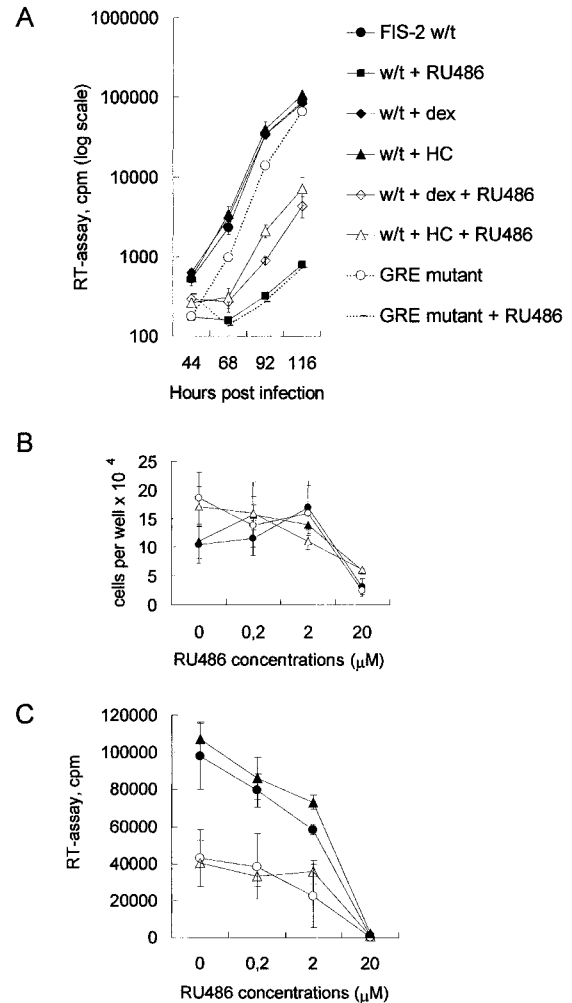 A
RT-assay, cpm (log scale)
1000000
100000
10000
1000
100
44 68 92 116
Hours post infection
FIS-2 w/t
w/t + RU486
w/t + dex
w/t + HC
w/t + dex + RU486
w/t + HC + RU486
GRE mutant
GRE mutant + RU486
B
cells per well x 10 4
25
20
15
10
5
0
0 0,2 2 20
RU486 concentrations (μM)
C
RT-assay, cpm
120000
100000
80000
60000
40000
20000
0
0 0,2 2 20
RU486 concentrations (μM)